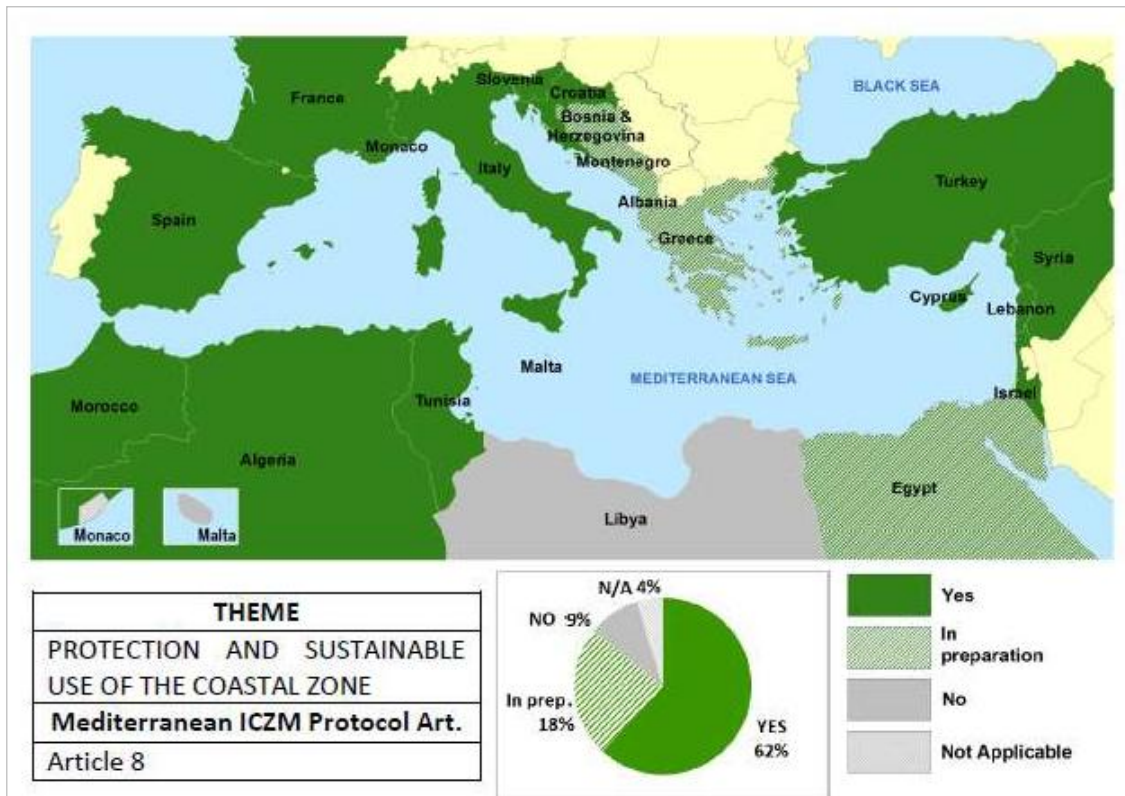 BLACK SEA
Slovenia
Croatia
France
Bosnia &
Herzegovina
Monaco
Montenegro
Italy
Turkey
Albania
Spain
Greece
Syria
Cyprus
Lebanon
Malta
MEDITERRANEAN SEA
Israel
Morocco
Tunisia
Algeria
Egypt
Libya
Monaco
Malta
THEME
PROTECTION AND SUSTAINABLE
USE OF THE COASTAL ZONE
Mediterranean ICZM Protocol Art.
Article 8
N/A 4%
NO 9%
In prep.
18%
YES
62%
Yes
In
preparation
No
Not Applicable